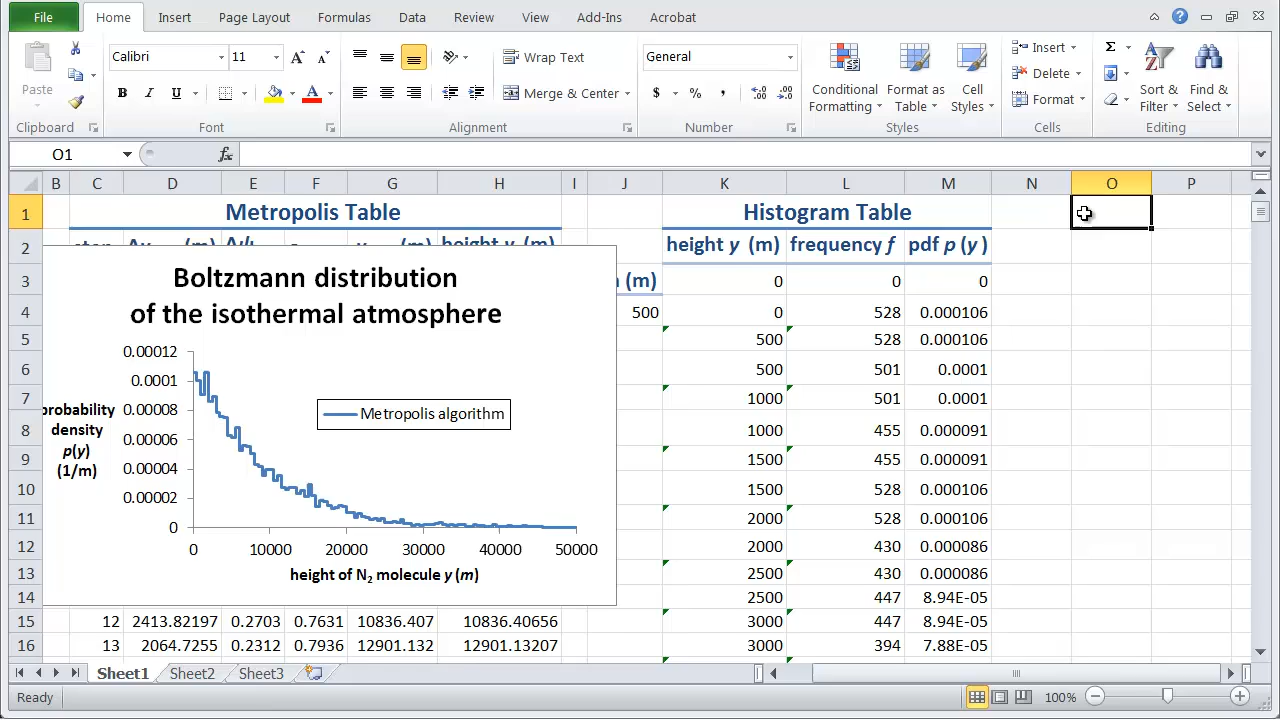 File Home Insert Page Layout Formulas Data Review View Add-Ins Acrobat
Paste
Clipboard
Calibri 11
B I U A
Font
Wrap Text
Merge & Center
Alignment
General
$ % ,
Number
Conditional Formatting
Format as Table
Cell Styles
Styles
Insert
Delete
Format
Cells
Σ
Sort & Filter
Find & Select
Editing
O1 fx
B C D E F G H I J K L M N O P
1 Metropolis Table Histogram Table
2 height y (m) frequency f pdf p (y)
3 (m) 0 0 0
4 500 0 528 0.000106
5 500 528 0.000106
6 500 501 0.0001
7 1000 501 0.0001
8 1000 455 0.000091
9 1500 455 0.000091
10 1500 528 0.000106
11 2000 528 0.000106
12 2000 430 0.000086
13 2500 430 0.000086
14 2500 447 8.94E-05
15 12 2413.82197 0.2703 0.7631 10836.407 10836.40656 3000 447 8.94E-05
16 13 2064.7255 0.2312 0.7936 12901.132 12901.13207 3000 394 7.88E-05
Boltzmann distribution
of the isothermal atmosphere
0.00012
0.0001
0.00008
0.00006
0.00004
0.00002
0
probability
density
p(y)
(1/m)
Metropolis algorithm
0 10000 20000 30000 40000 50000
height of N₂ molecule y (m)
Sheet1 Sheet2 Sheet3
Ready 100%